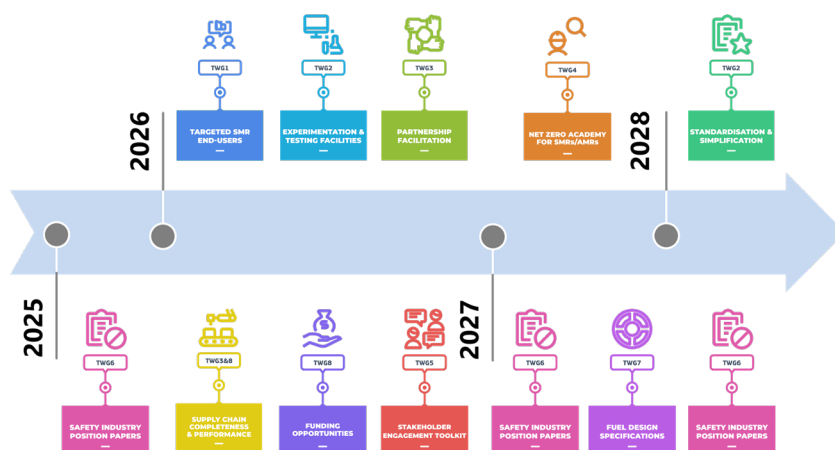 TWG1
TWG2
TWG3
TWG4
TWG2
2026
TARGETED SMR
END-USERS
EXPERIMENTATION &
TESTING FACILITIES
PARTNERSHIP
FACILITATION
NET ZERO ACADEMY
FOR SMRs/AMRs
2028
STANDARDISATION &
SIMPLIFICATION
2025
2027
TWG6
TWG3&8
TWG8
TWG5
TWG6
TWG7
TWG6
SAFETY INDUSTRY
POSITION PAPERS
SUPPLY CHAIN
COMPLETENESS
& PERFORMANCE
FUNDING
OPPORTUNITIES
STAKEHOLDER
ENGAGEMENT TOOLKIT
SAFETY INDUSTRY
POSITION PAPERS
FUEL DESIGN
SPECIFICATIONS
SAFETY INDUSTRY
POSITION PAPERS